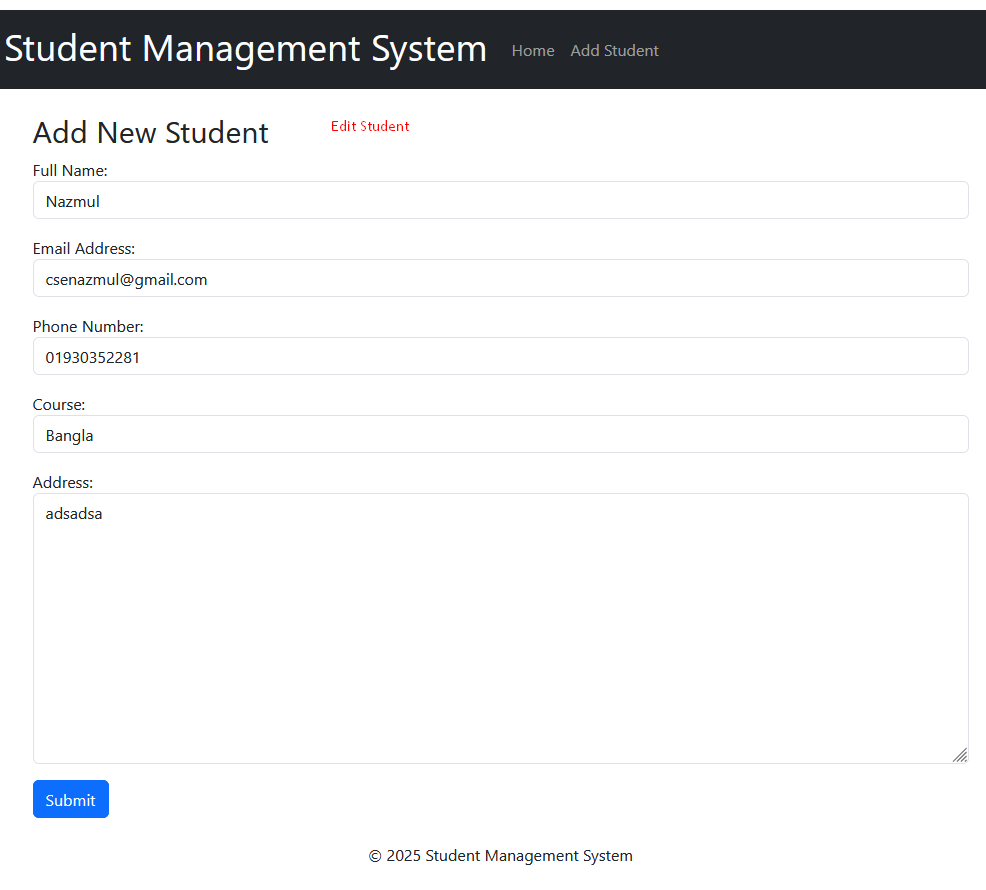 Student Management System Home Add Student
Add New Student Edit Student
Full Name:
Nazmul
Email Address:
csenazmul@gmail.com
Phone Number:
01930352281
Course:
Bangla
Address:
adsadsa
Submit
© 2025 Student Management System